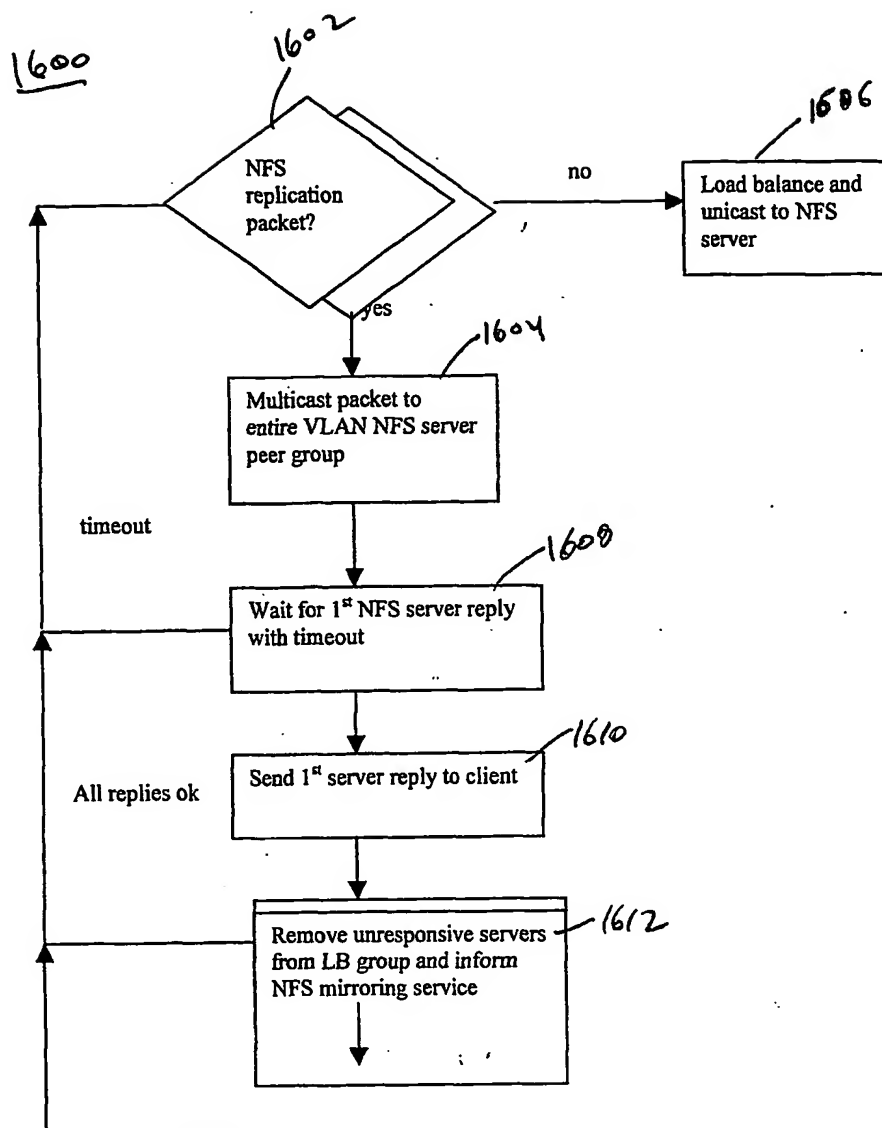 1600
1602
NFS
replication
packet?
no
1606
Load balance and
unicast to NFS
server
yes
1604
Multicast packet to
entire VLAN NFS server
peer group
timeout
1608
Wait for 1st NFS server reply
with timeout
1610
Send 1st server reply to client
All replies ok
1612
Remove unresponsive servers
from LB group and inform
NFS mirroring service